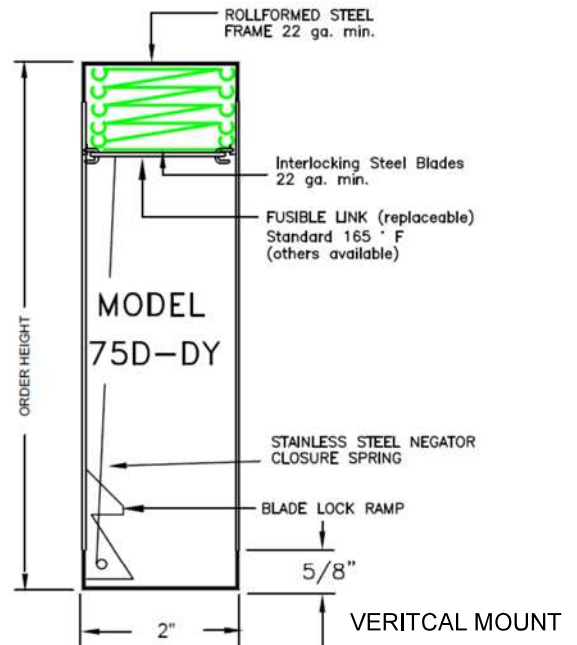 ROLLFORMED STEEL
FRAME 22 ga. min.
Interlocking Steel Blades
22 ga. min.
FUSIBLE LINK (replaceable)
Standard 165 ° F
(others available)
MODEL
75D-DY
ORDER HEIGHT
STAINLESS STEEL NEGATOR
CLOSURE SPRING
BLADE LOCK RAMP
5/8"
2"
VERITCAL MOUNT